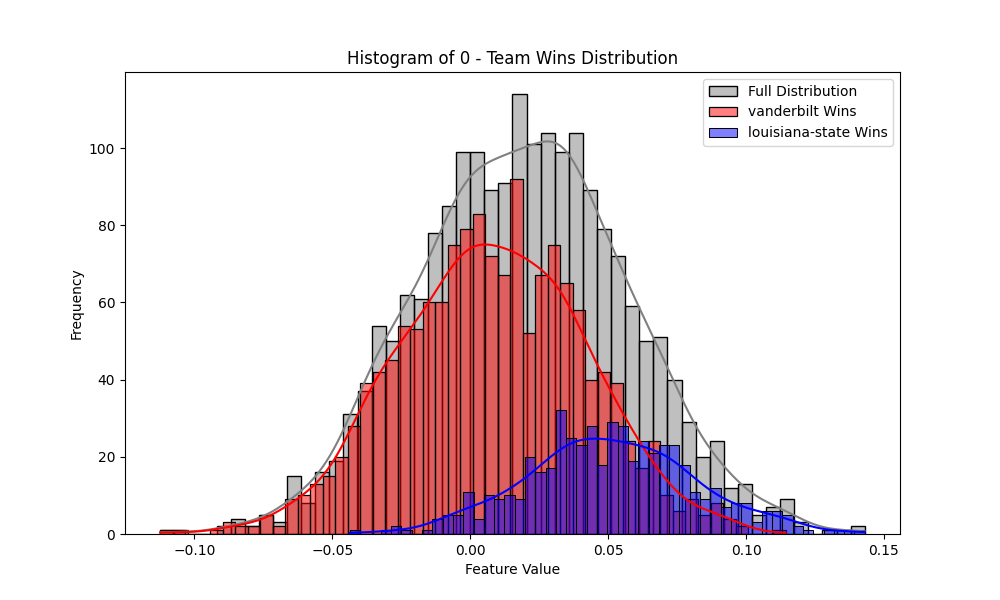 Histogram of 0 - Team Wins Distribution
Full Distribution
vanderbilt Wins
louisiana-state Wins
Frequency
100
80
60
40
20
0
−0.10
−0.05
0.00
0.05
0.10
0.15
Feature Value